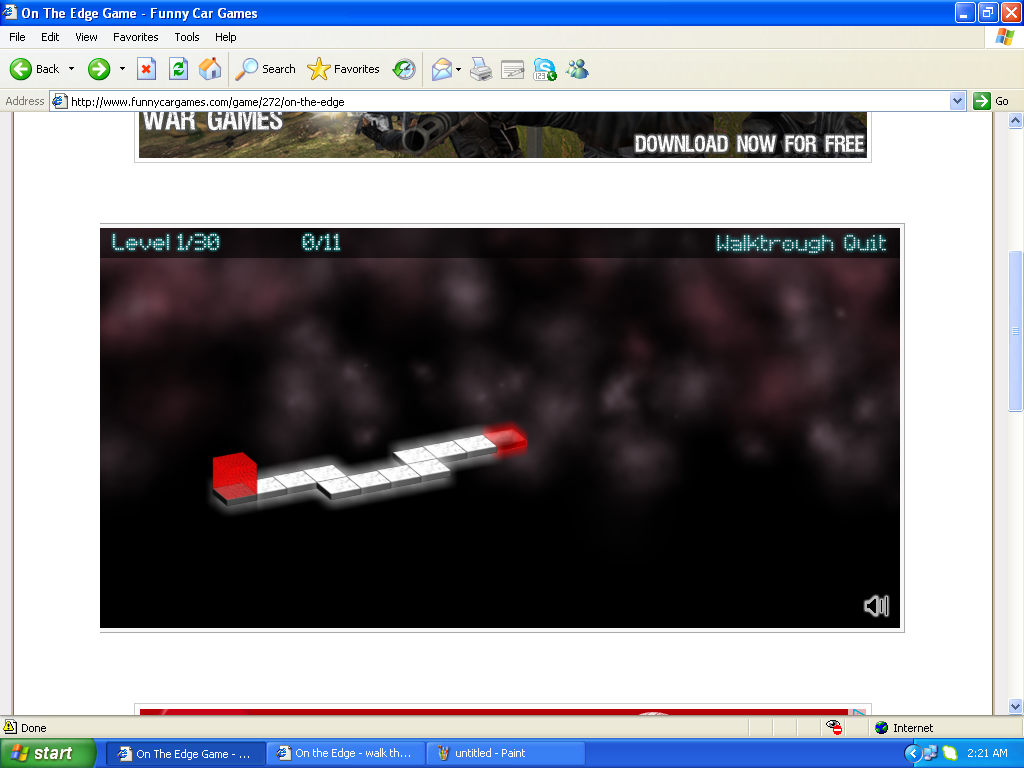 On The Edge Game - Funny Car Games
File Edit View Favorites Tools Help
Back Search Favorites
Address http://www.funnycargames.com/game/272/on-the-edge Go
WAR GAMES
DOWNLOAD NOW FOR FREE
Level 1/30 0/11 Walktrough Quit
Done Internet
start On The Edge Game - ... On the Edge - walk th... untitled - Paint 2:21 AM